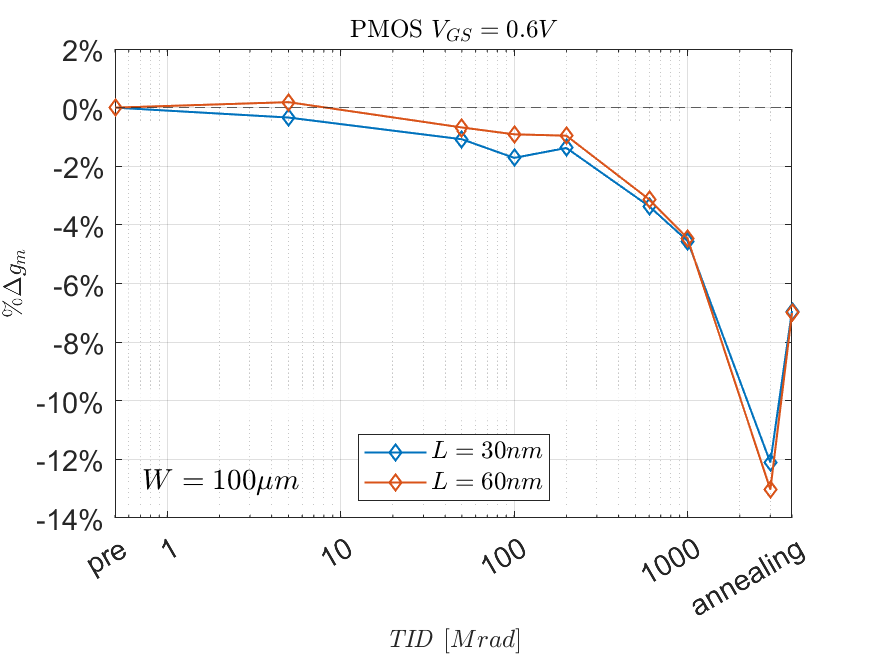 PMOS V_GS = 0.6V
2%
0%
-2%
-4%
-6%
-8%
-10%
-12%
-14%
%Δg_m
W = 100μm
L = 30nm
L = 60nm
pre 1 10 100 1000 annealing
TID [Mrad]